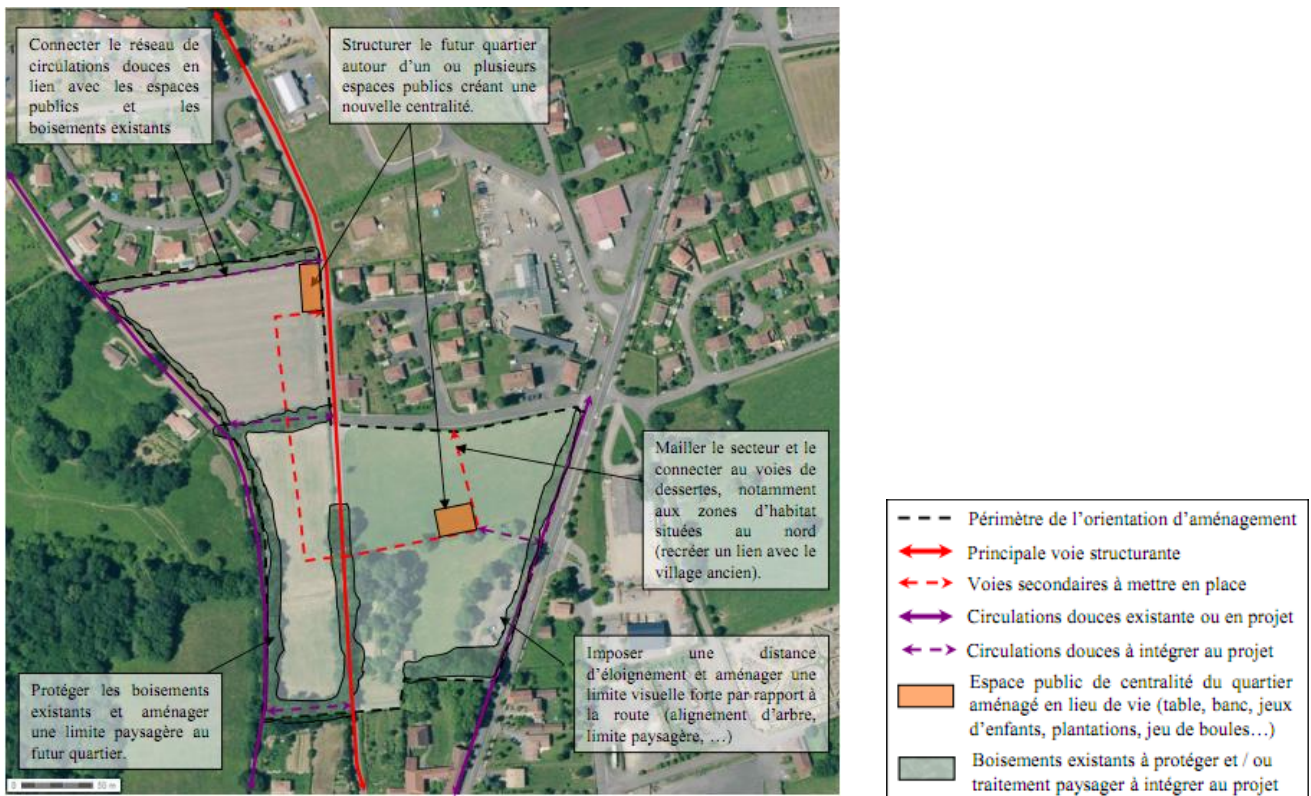 Connecter le réseau de
circulations douces en
lien avec les espaces
publics et les
boisements existants
Structurer le futur quartier
autour d'un ou plusieurs
espaces publics créant une
nouvelle centralité.
Mailler le secteur et le
connecter au voies de
dessertes, notamment
aux zones d'habitat
situées au nord
(recréer un lien avec le
village ancien).
Imposer une distance
d'éloignement et aménager une
limite visuelle forte par rapport à
la route (alignement d'arbre,
limite paysagère, …)
Protéger les boisements
existants et aménager
une limite paysagère au
futur quartier.
0 50 m
Périmètre de l'orientation d'aménagement
Principale voie structurante
Voies secondaires à mettre en place
Circulations douces existante ou en projet
Circulations douces à intégrer au projet
Espace public de centralité du quartier
aménagé en lieu de vie (table, banc, jeux
d'enfants, plantations, jeu de boules…)
Boisements existants à protéger et / ou
traitement paysager à intégrer au projet